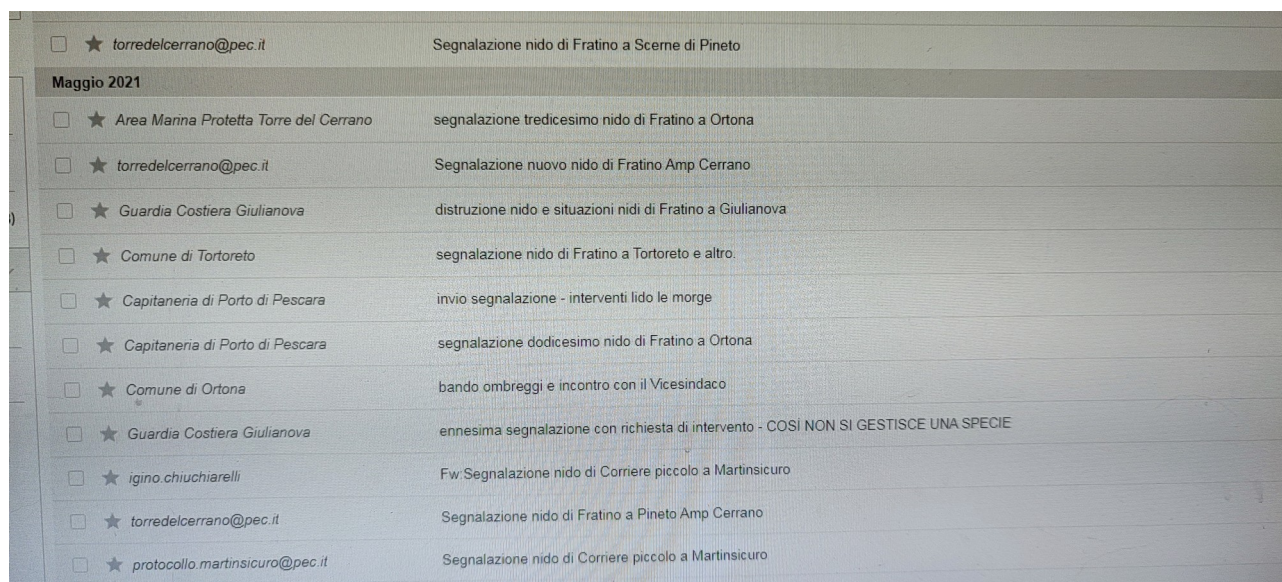 torredelcerrano@pec.it Segnalazione nido di Fratino a Scerne di Pineto
Maggio 2021
Area Marina Protetta Torre del Cerrano segnalazione tredicesimo nido di Fratino a Ortona
torredelcerrano@pec.it Segnalazione nuovo nido di Fratino Amp Cerrano
Guardia Costiera Giulianova distruzione nido e situazioni nidi di Fratino a Giulianova
Comune di Tortoreto segnalazione nido di Fratino a Tortoreto e altro.
Capitaneria di Porto di Pescara invio segnalazione - interventi lido le morge
Capitaneria di Porto di Pescara segnalazione dodicesimo nido di Fratino a Ortona
Comune di Ortona bando ombreggi e incontro con il Vicesindaco
Guardia Costiera Giulianova ennesima segnalazione con richiesta di intervento - COSÌ NON SI GESTISCE UNA SPECIE
igino.chiuchiarelli Fw:Segnalazione nido di Corriere piccolo a Martinsicuro
torredelcerrano@pec.it Segnalazione nido di Fratino a Pineto Amp Cerrano
protocollo.martinsicuro@pec.it Segnalazione nido di Corriere piccolo a Martinsicuro